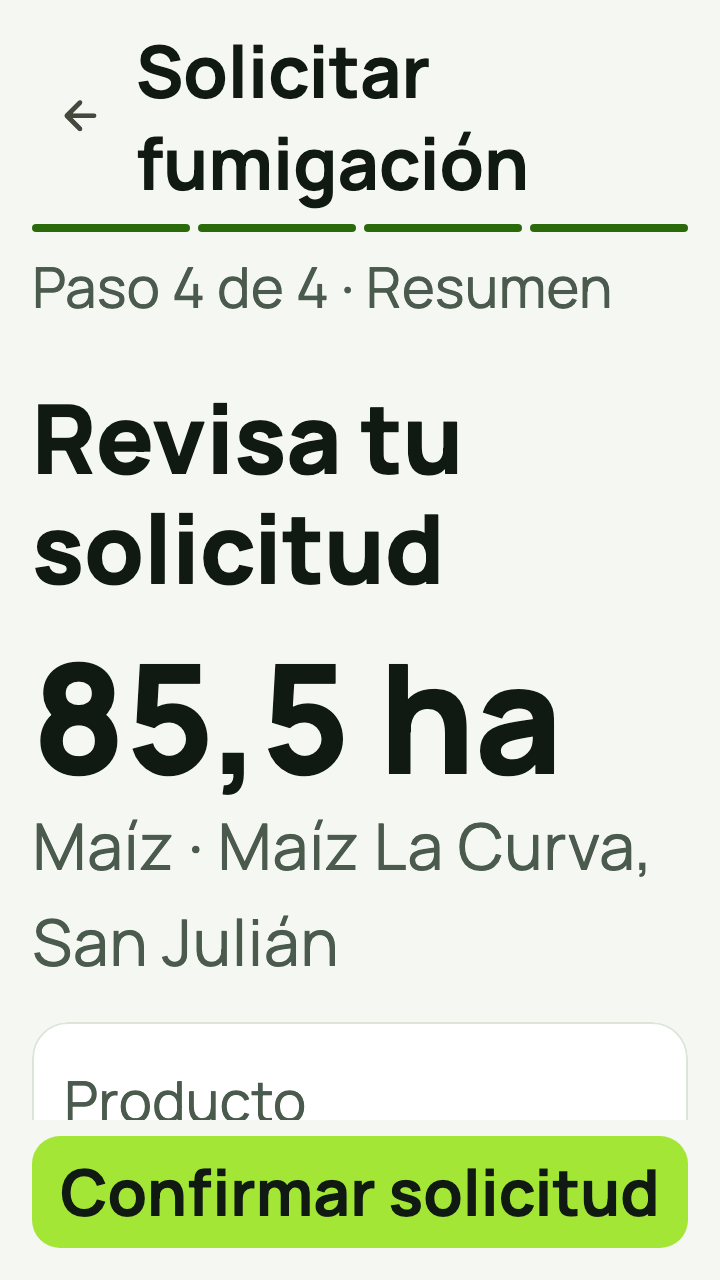 Solicitar
fumigación
Paso 4 de 4 · Resumen
Revisa tu
solicitud
85,5 ha
Maíz · Maíz La Curva,
San Julián
Producto
Confirmar solicitud